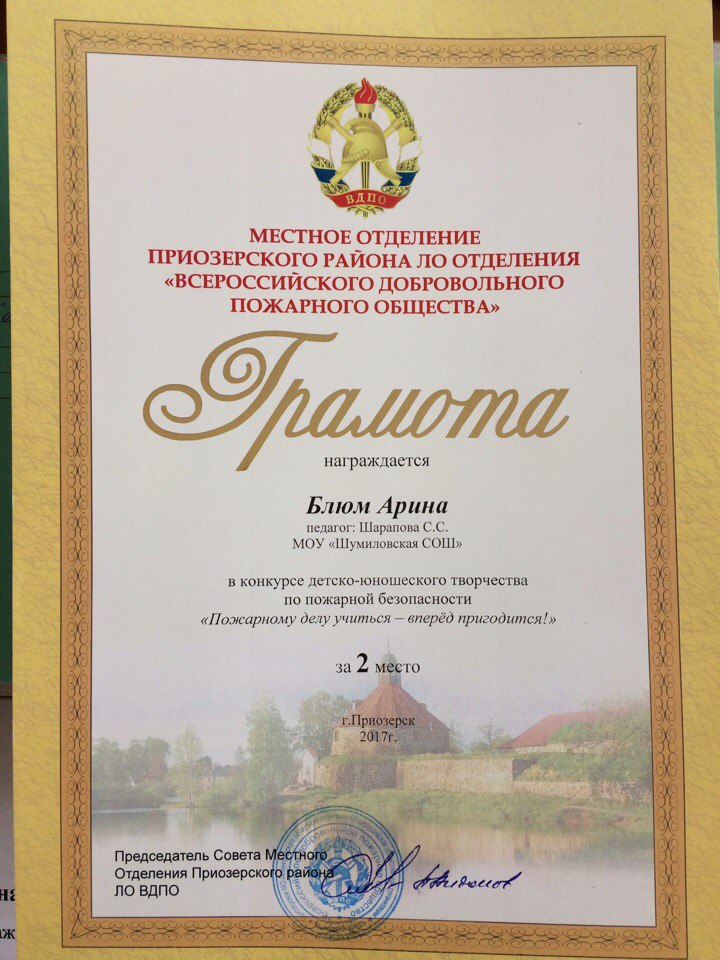 ВДПО
МЕСТНОЕ ОТДЕЛЕНИЕ
ПРИОЗЕРСКОГО РАЙОНА ЛО ОТДЕЛЕНИЯ
«ВСЕРОССИЙСКОГО ДОБРОВОЛЬНОГО
ПОЖАРНОГО ОБЩЕСТВА»
Грамота
награждается
Блюм Арина
педагог: Шарапова С.С.
МОУ «Шумиловская СОШ»
в конкурсе детско-юношеского творчества
по пожарной безопасности
«Пожарному делу учиться – вперёд пригодится!»
за 2 место
г.Приозерск
2017г.
Председатель Совета Местного
Отделения Приозерского района
ЛО ВДПО